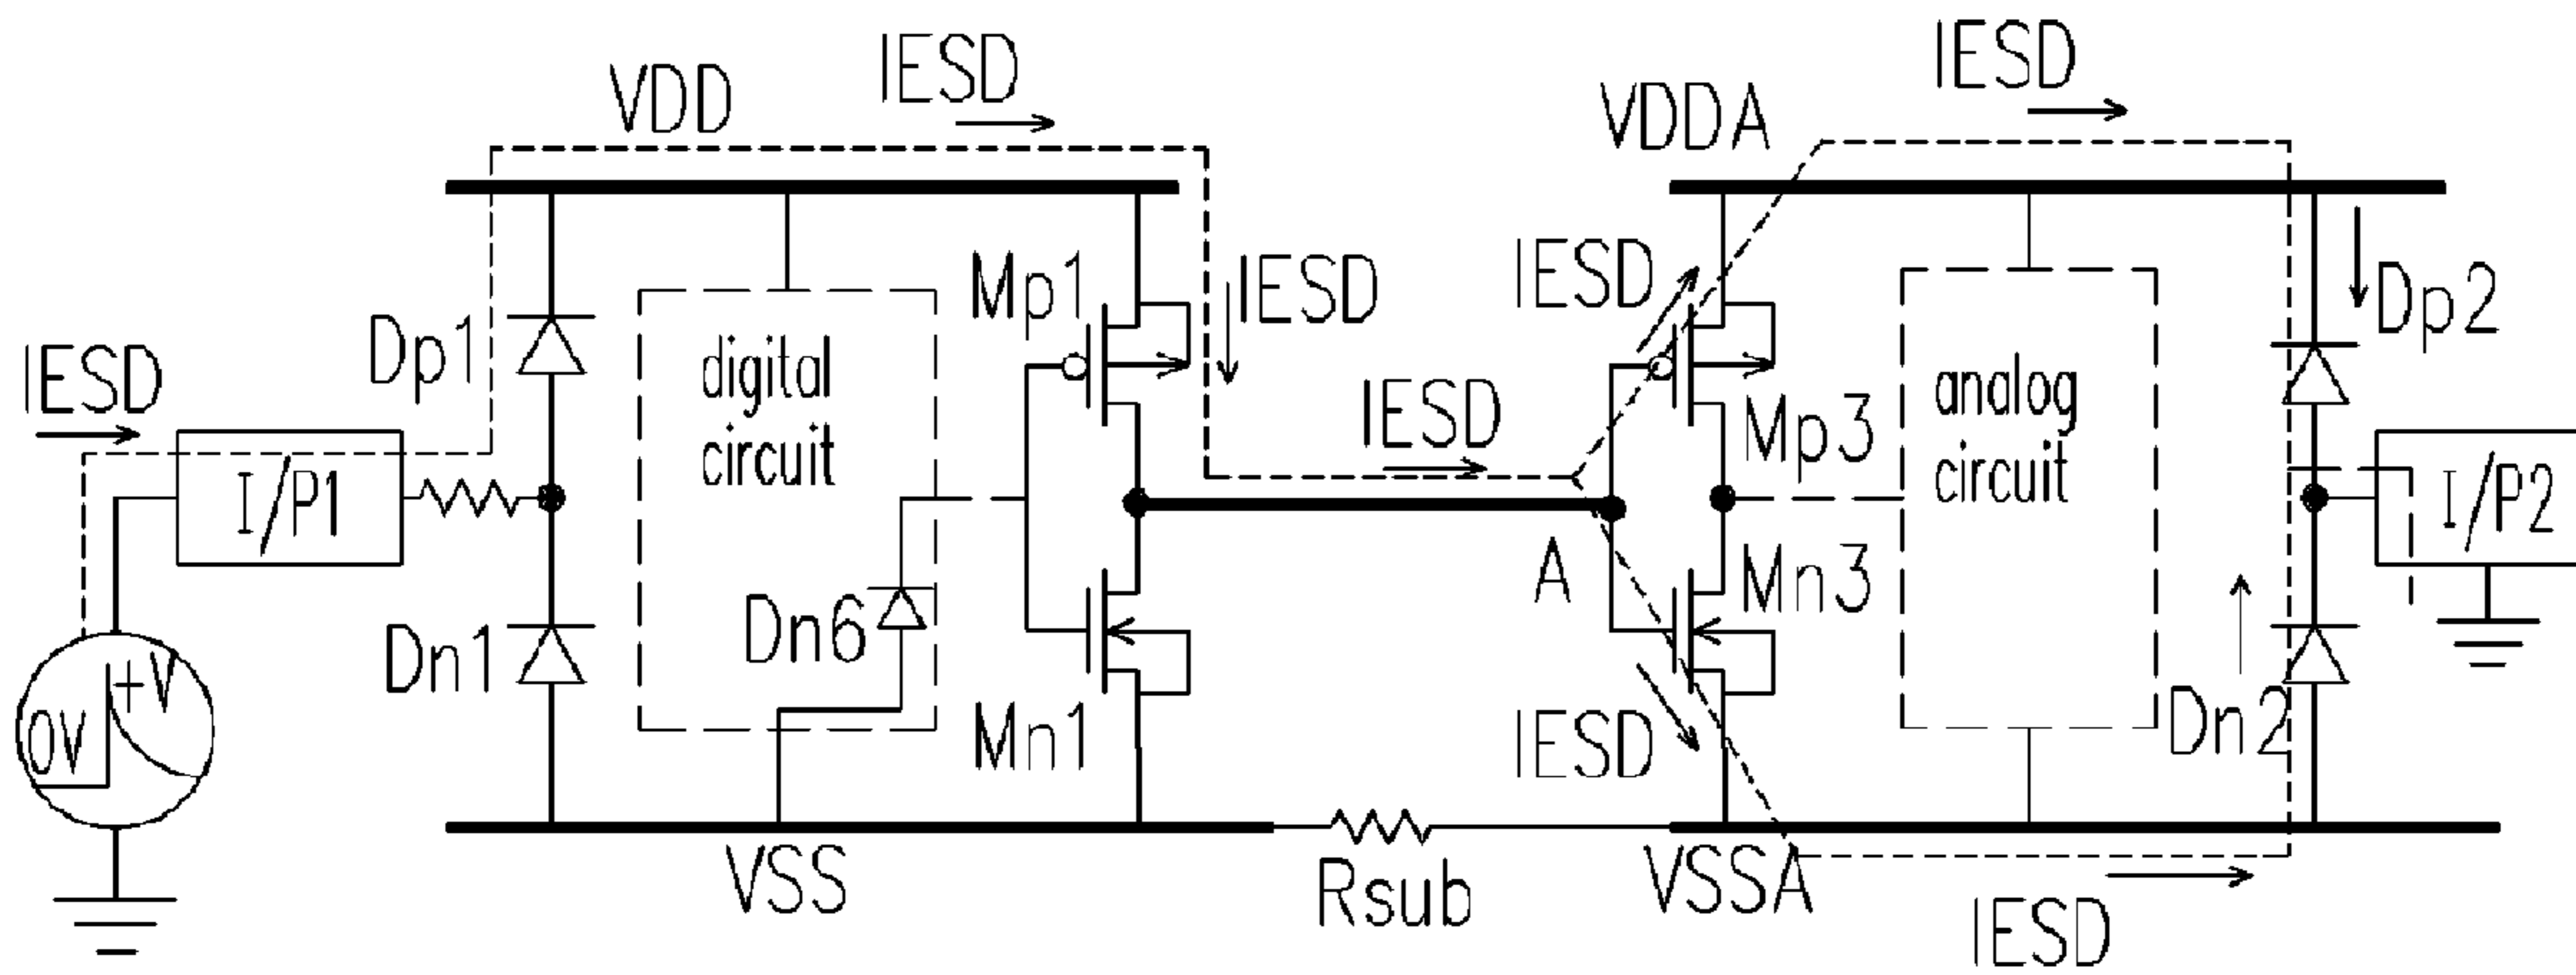 IESD
VDD
IESD
VDDA
IESD
Mp1
IESD
IESD
Dp1
digital
circuit
IESD
Dp2
analog
circuit
IESD
Mp3
I/P1
I/P2
A
Mn3
Dn6
Dn1
+V
0V
Mn1
IESD
Dn2
VSS
Rsub
VSSA
IESD